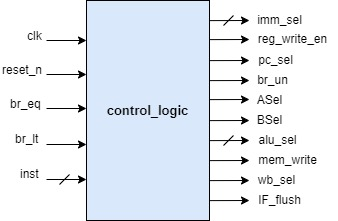 clk
reset_n
br_eq
br_lt
inst
control_logic
imm_sel
reg_write_en
pc_sel
br_un
ASel
BSel
alu_sel
mem_write
wb_sel
IF_flush